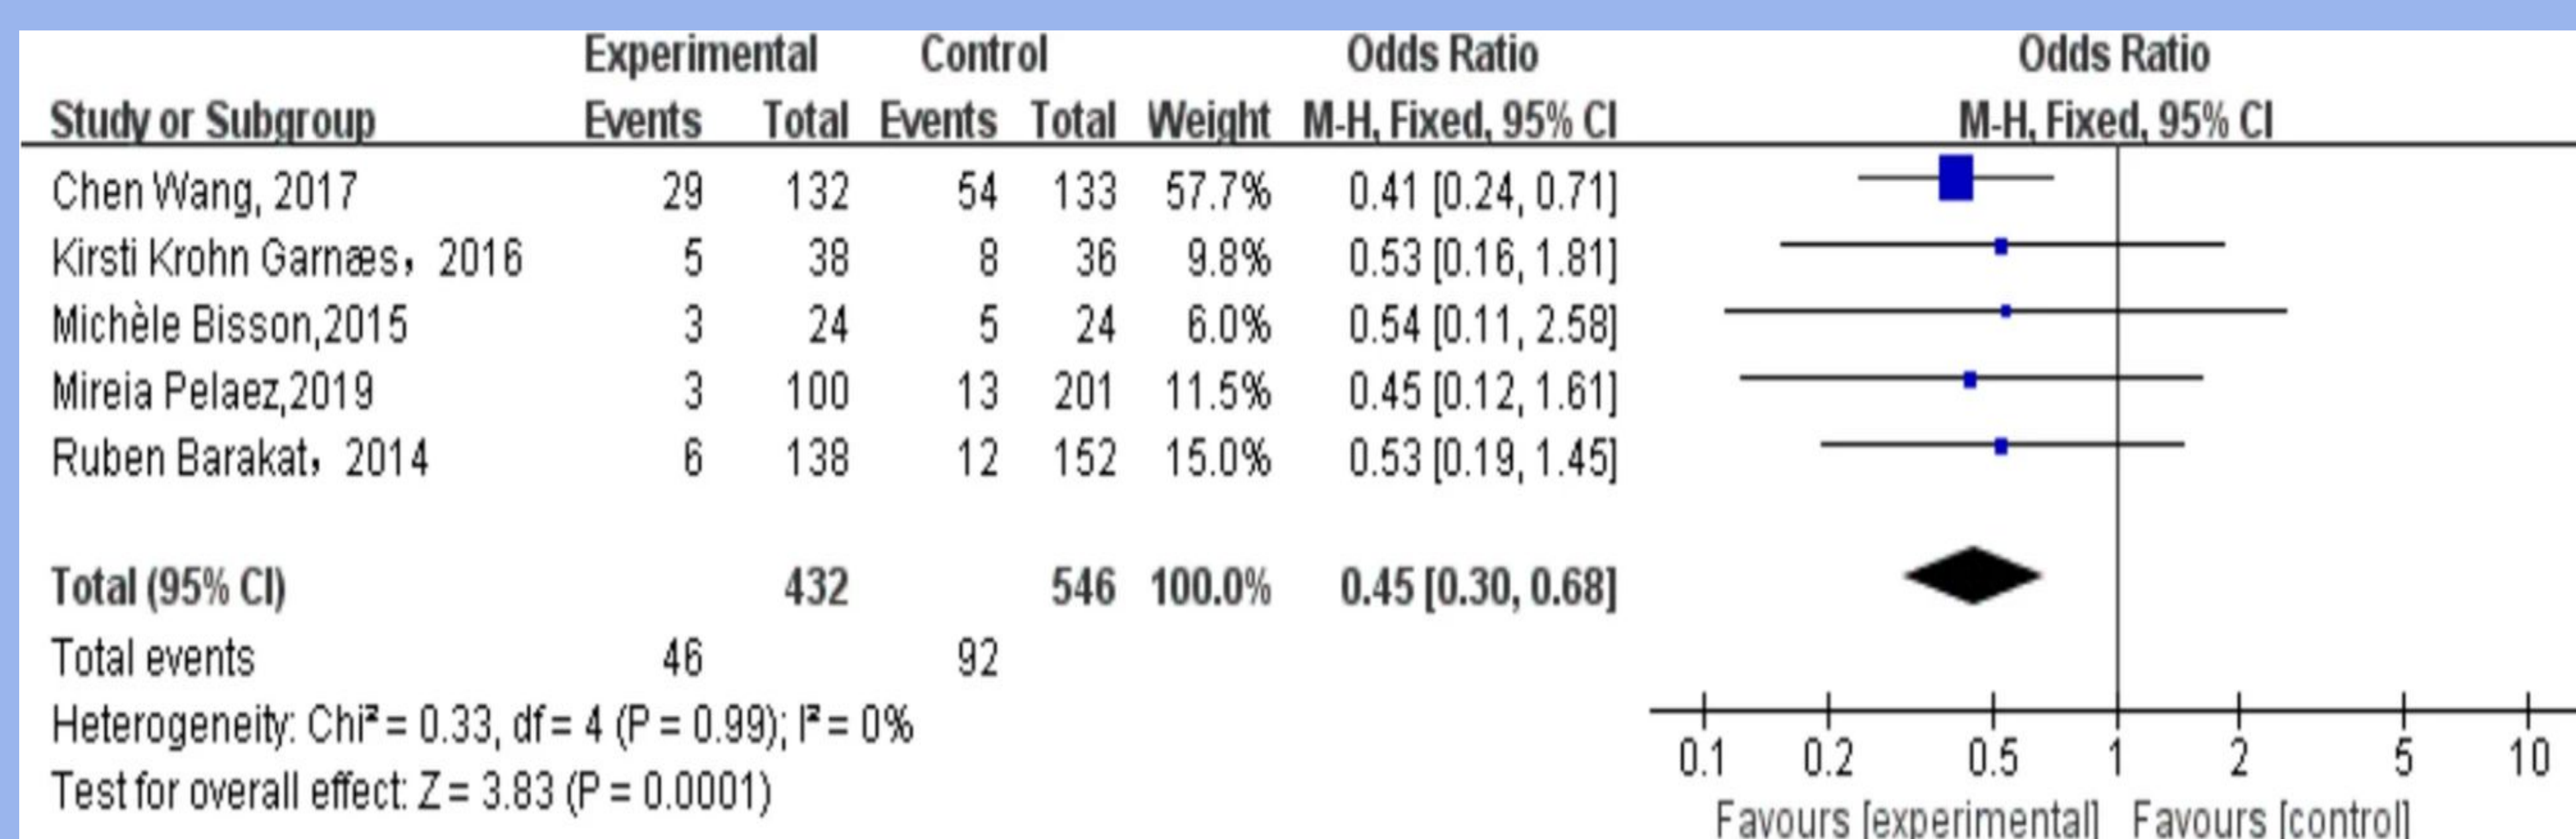 Experimental Control Odds Ratio Odds Ratio
Study or Subgroup Events Total Events Total Weight M-H, Fixed, 95% CI M-H, Fixed, 95% CI
Chen Wang, 2017 29 132 54 133 57.7% 0.41 [0.24, 0.71]
Kirsti Krohn Garnæs，2016 5 38 8 36 9.8% 0.53 [0.16, 1.81]
Michèle Bisson,2015 3 24 5 24 6.0% 0.54 [0.11, 2.58]
Mireia Pelaez,2019 3 100 13 201 11.5% 0.45 [0.12, 1.61]
Ruben Barakat，2014 6 138 12 152 15.0% 0.53 [0.19, 1.45]
Total (95% CI) 432 546 100.0% 0.45 [0.30, 0.68]
Total events 46 92
Heterogeneity: Chi² = 0.33, df = 4 (P = 0.99); I² = 0%
Test for overall effect: Z = 3.83 (P = 0.0001)
0.1 0.2 0.5 1 2 5 10
Favours [experimental] Favours [control]